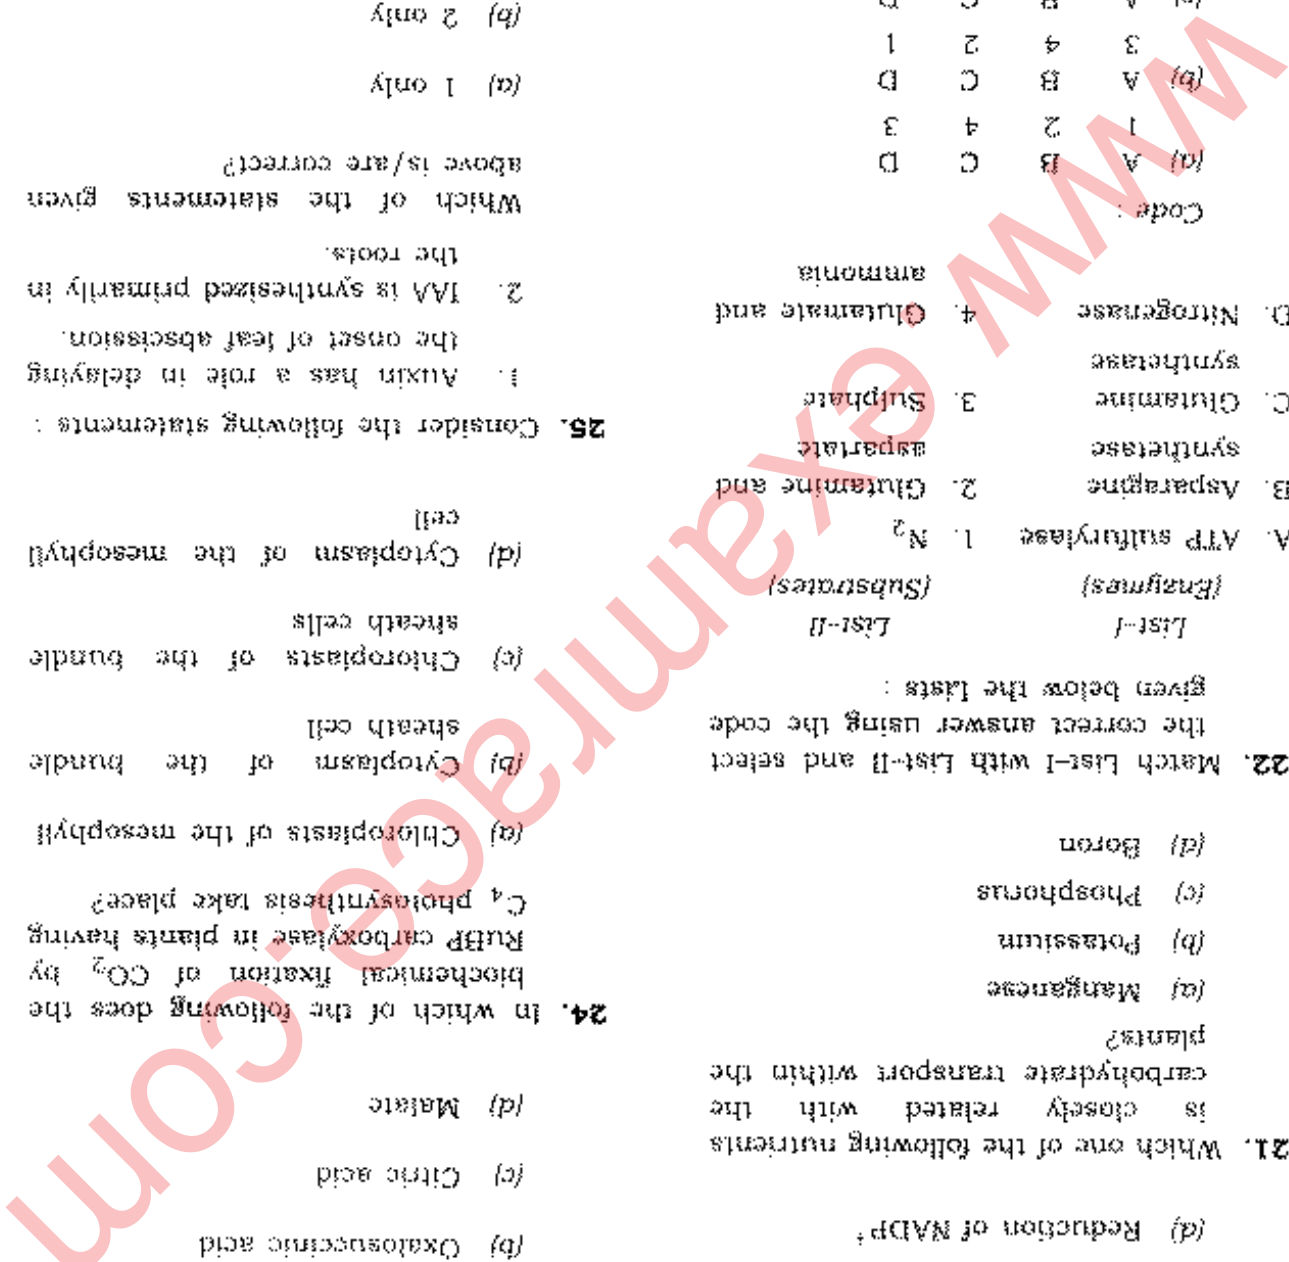 (d) Reduction of NADP⁺
21. Which one of the following nutrients
is closely related with the
carbohydrate transport within the
plants?
(a) Manganese
(b) Potassium
(c) Phosphorus
(d) Boron
22. Match List-I with List-II and select
the correct answer using the code
given below the lists :
List-I List-II
(Enzymes) (Substrates)
A. ATP sulfurylase 1. N₂
B. Asparagine 2. Glutamine and
synthetase aspartate
C. Glutamine 3. Sulphate
synthetase
D. Nitrogenase 4. Glutamate and
ammonia
Code :
(a) A B C D
1 2 4 3
(b) A B C D
3 4 2 1
(c) A B C D
(b) Oxalosuccinic acid
(c) Citric acid
(d) Malate
24. In which of the following does the
biochemical fixation of CO₂ by
RuBP carboxylase in plants having
C₄ photosynthesis take place?
(a) Chloroplasts of the mesophyll
(b) Cytoplasm of the bundle
sheath cell
(c) Chloroplasts of the bundle
sheath cells
(d) Cytoplasm of the mesophyll
cell
25. Consider the following statements :
1. Auxin has a role in delaying
the onset of leaf abscission.
2. IAA is synthesized primarily in
the roots.
Which of the statements given
above is/are correct?
(a) 1 only
(b) 2 only
ww.examrace.com